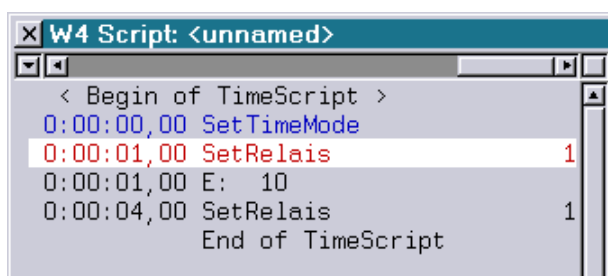 W4 Script: <unnamed>
< Begin of TimeScript >
0:00:00,00 SetTimeMode
0:00:01,00 SetRelais 1
0:00:01,00 E: 10
0:00:04,00 SetRelais 1
End of TimeScript